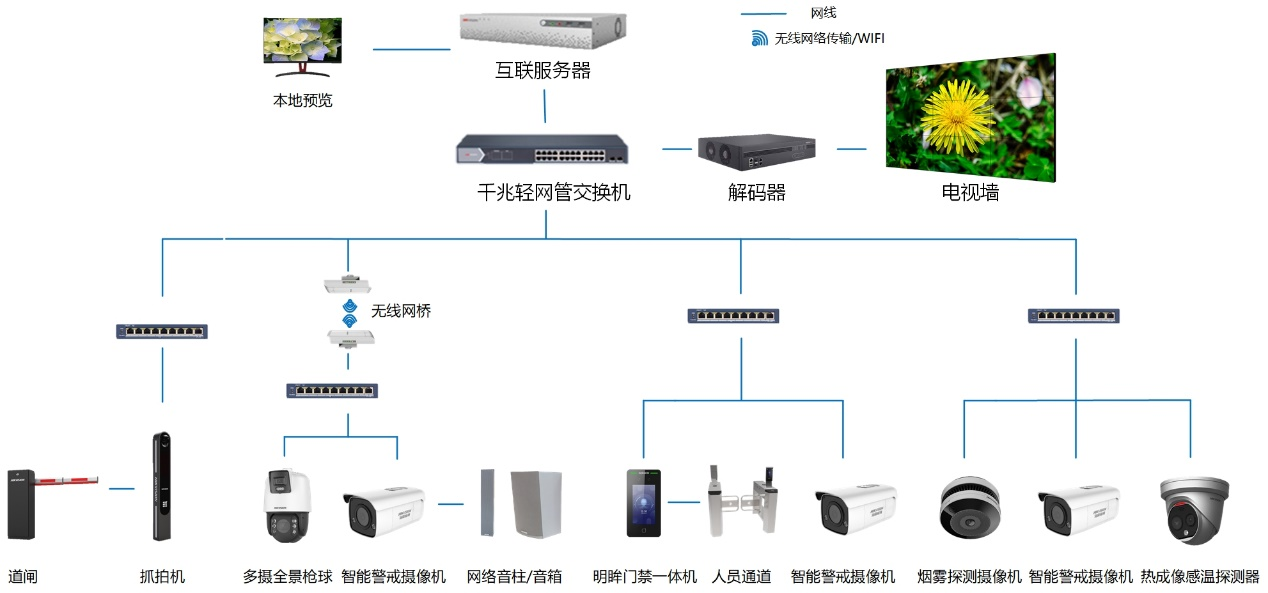 网线
无线网络传输/WIFI
互联服务器
本地预览
千兆轻网管交换机
解码器
电视墙
无线网桥
道闸
抓拍机
多摄全景枪球
智能警戒摄像机
网络音柱/音箱
明眸门禁一体机
人员通道
智能警戒摄像机
烟雾探测摄像机
智能警戒摄像机
热成像感温探测器